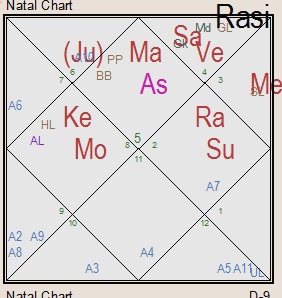 Natal Chart
Rasi
Md GL
Sa
Gk
(Ju) A10 PP Ma Ve
BB As Me
7 6 4 3 SL
A6
HL Ke Ra
AL 5
Mo 8 2 Su
11
A7
9 12 1
10
A2 A9 A4
A8 A3 A5 A11 UL
Natal Chart D-9